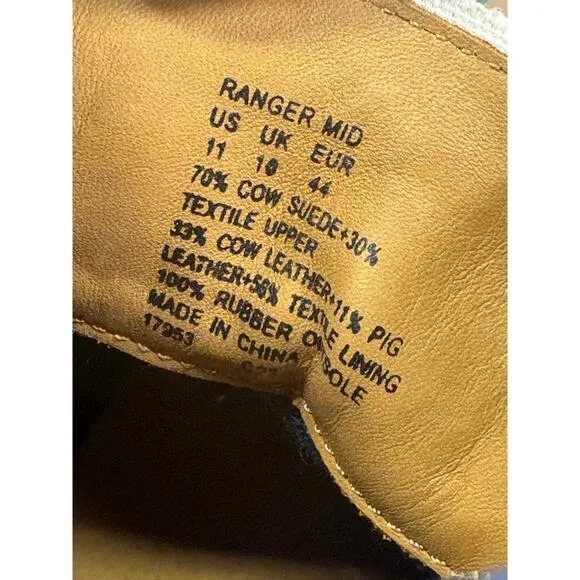 RANGER MID
US UK EUR
11 10 44
70% COW SUEDE+30%
TEXTILE UPPER
33% COW LEATHER+11% PIG
LEATHER+56% TEXTILE LINING
100% RUBBER OUTSOLE
MADE IN CHINA
17953